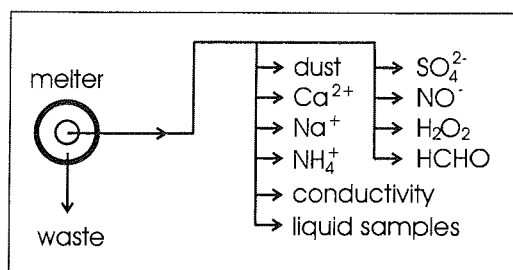 melter
waste
dust
Ca²⁺
Na⁺
NH₄⁺
conductivity
liquid samples
SO₄²⁻
NO⁻
H₂O₂
HCHO